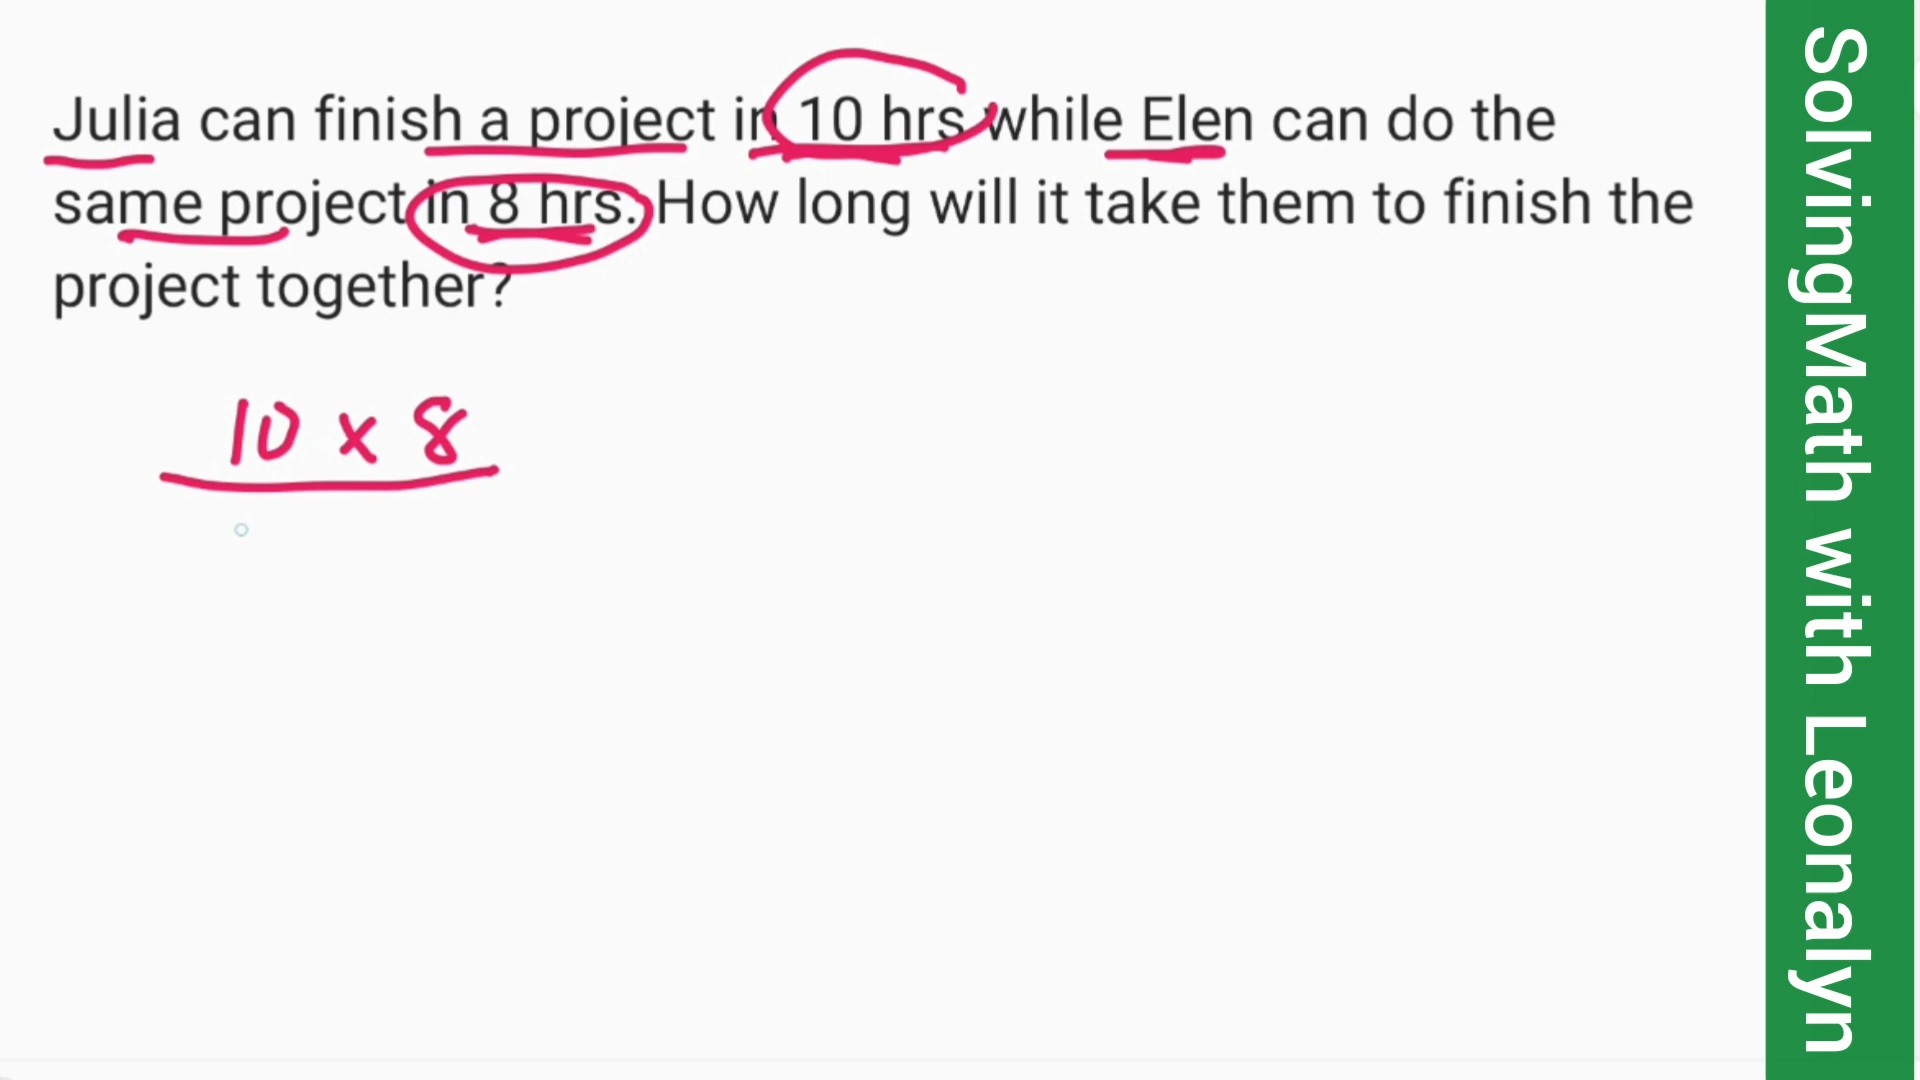 Julia can finish a project in 10 hrs while Elen can do the
same project in 8 hrs. How long will it take them to finish the
project together?
10 x 8
SolvingMath with Leonalyn